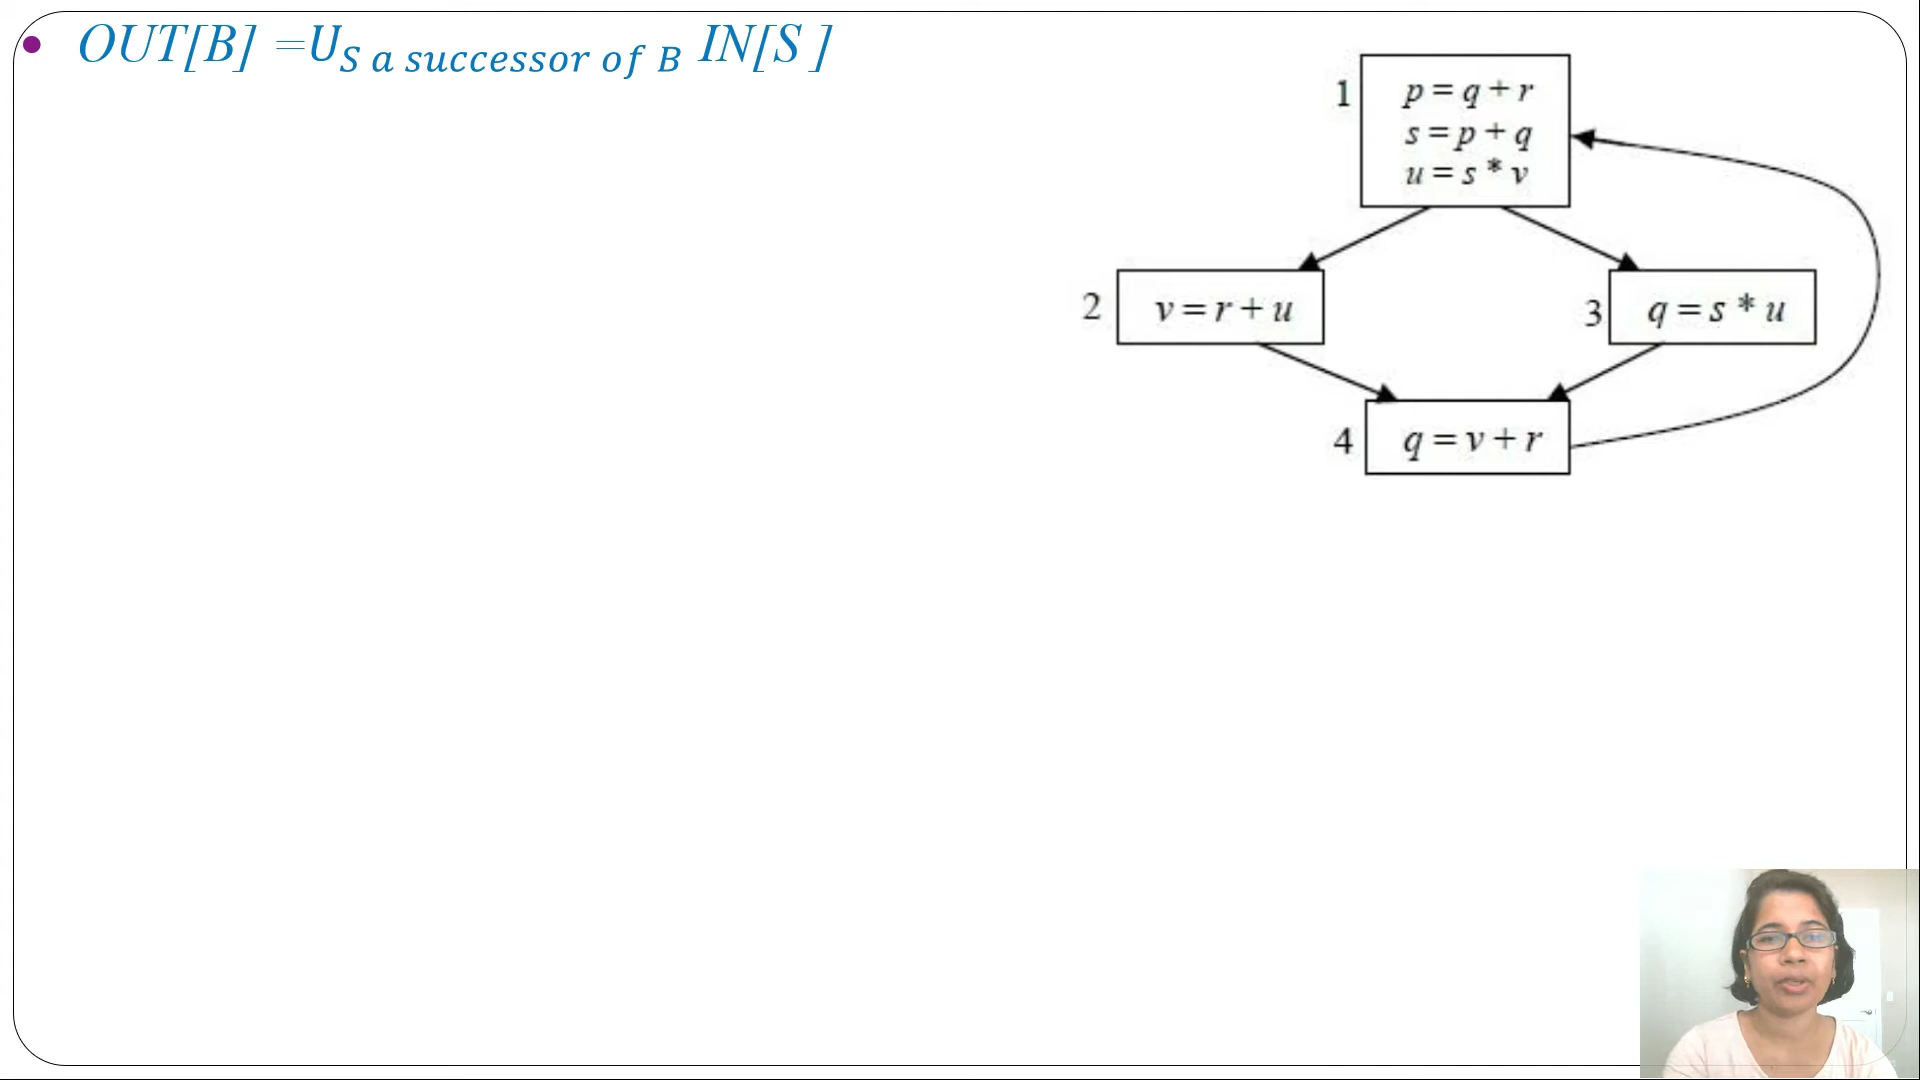 • OUT[B] =U_S a successor of B IN[S ]
1
p = q + r
s = p + q
u = s * v
2
v = r + u
3
q = s * u
4
q = v + r